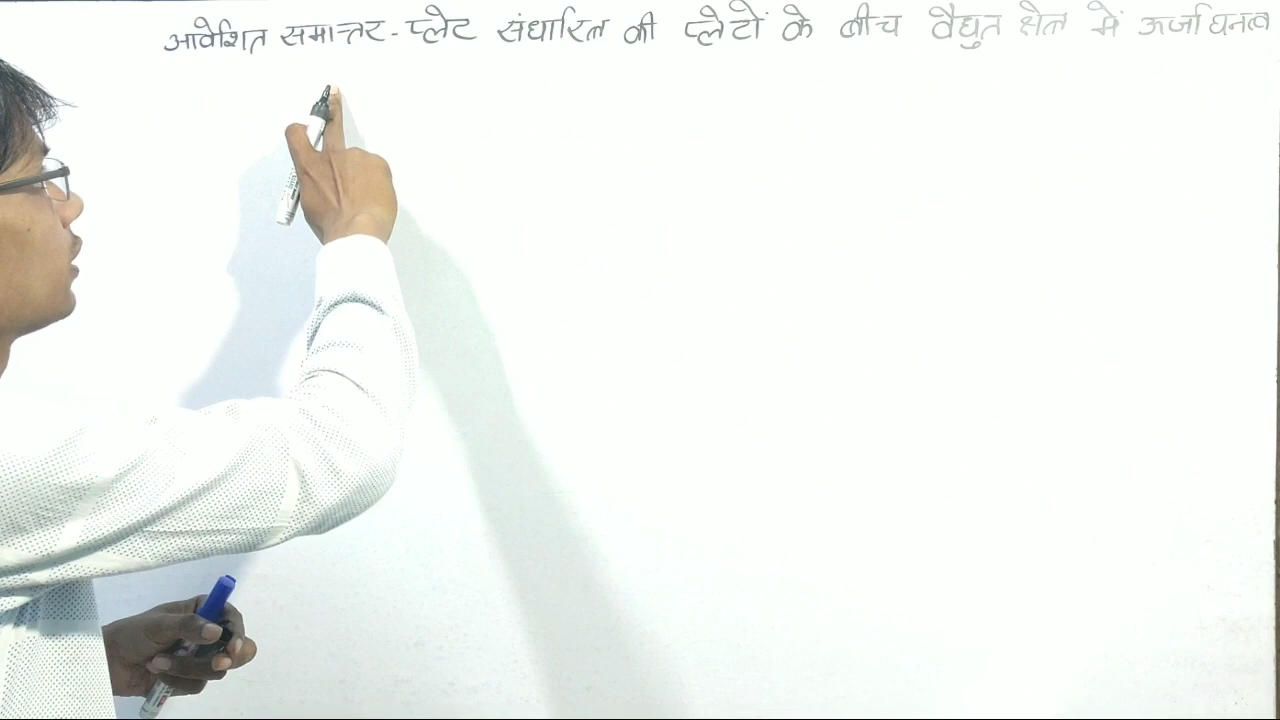 आवेशित समान्तर-प्लेट संधारित्र की प्लेटों के बीच वैद्युत क्षेत्र में ऊर्जा घनत्व